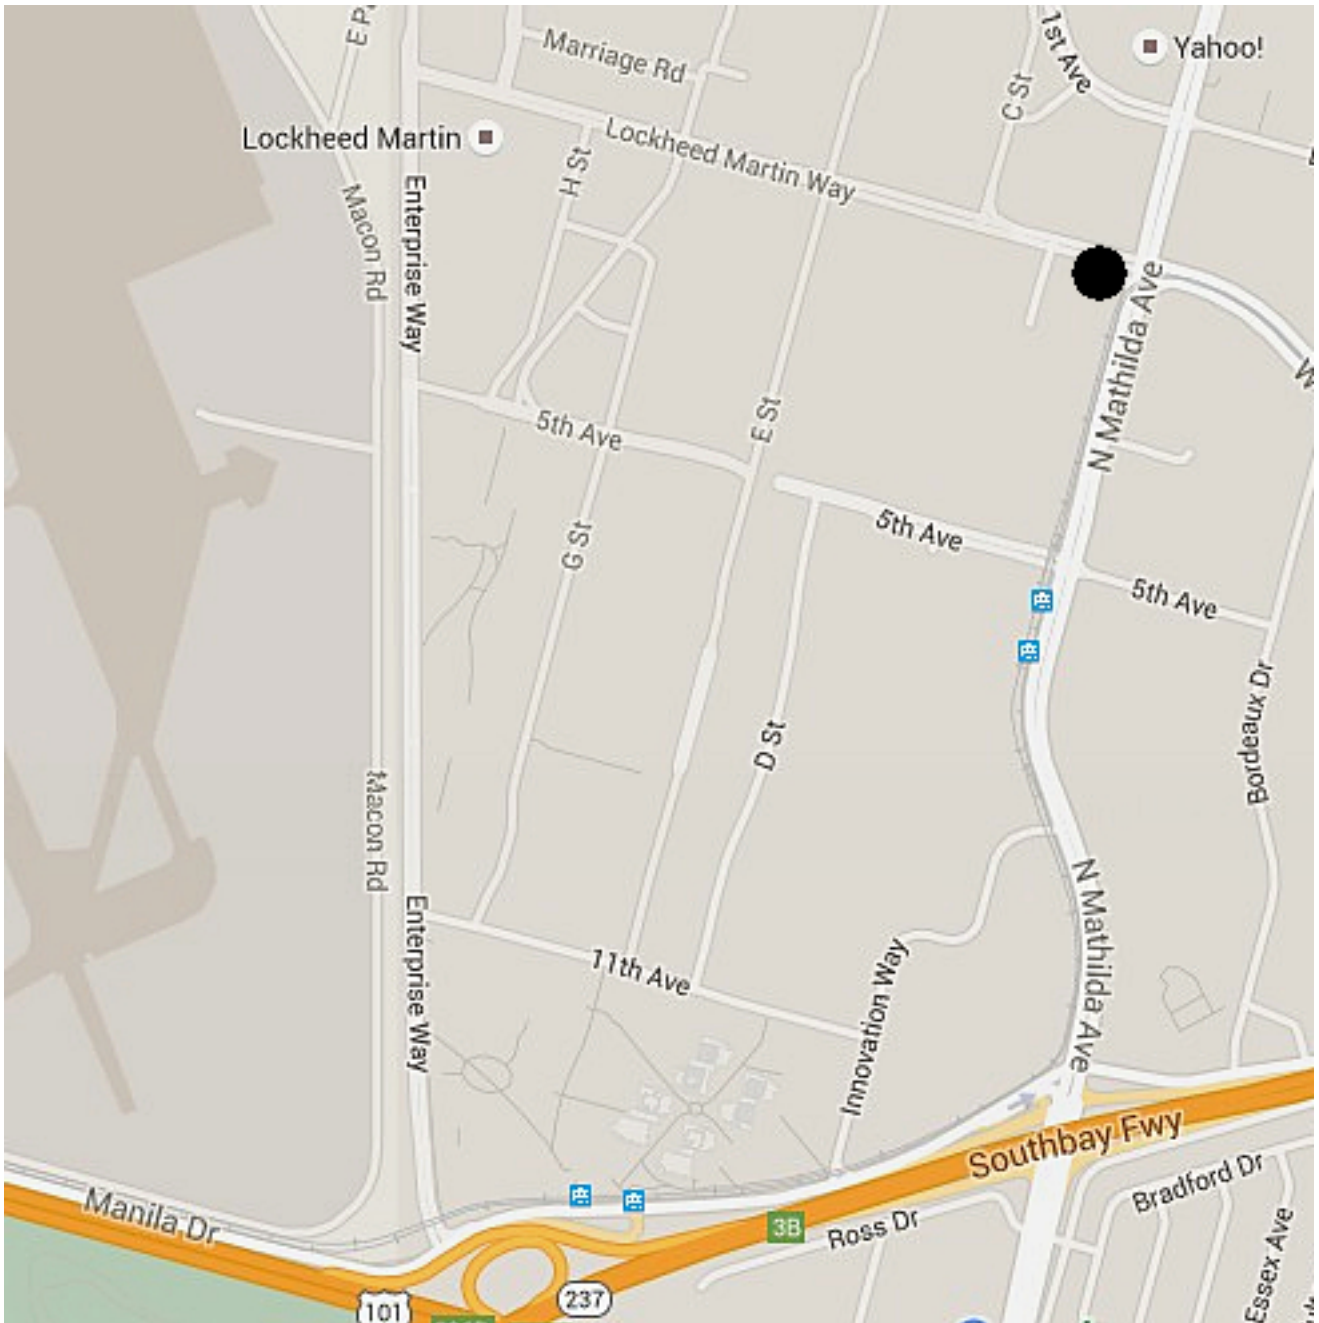 E Pa
Marriage Rd
1st Ave
Yahoo!
C St
Lockheed Martin
Lockheed Martin Way
H St
Macon Rd
Enterprise Way
N Mathilda Ave
W
E St
5th Ave
5th Ave
G St
5th Ave
Bordeaux Dr
D St
Macon Rd
N Mathilda Ave
Enterprise Way
11th Ave
Innovation Way
Southbay Fwy
Bradford Dr
Manila Dr
3B
Ross Dr
Essex Ave
101
237